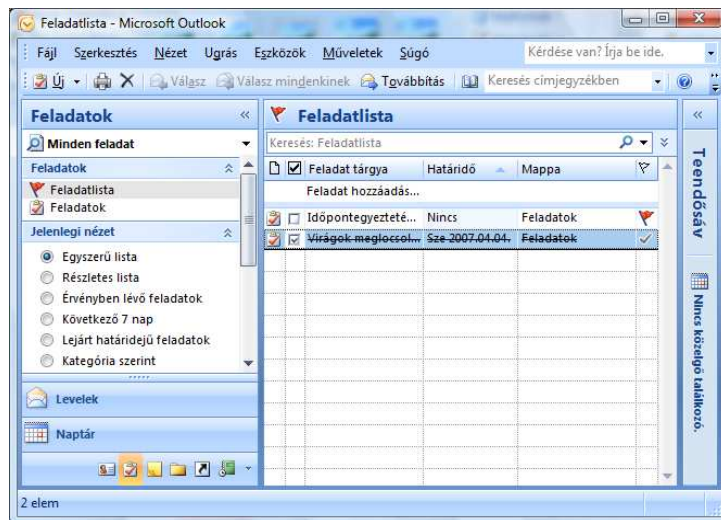 Feladatlista - Microsoft Outlook
Fájl Szerkesztés Nézet Ugrás Eszközök Műveletek Súgó Kérdése van? Írja be ide.
Új Válasz Válasz mindenkinek Továbbítás Keresés címjegyzékben
Feladatok «
Minden feladat
Feladatok
Feladatlista
Feladatok
Jelenlegi nézet
Egyszerű lista
Részletes lista
Érvényben lévő feladatok
Következő 7 nap
Lejárt határidejű feladatok
Kategória szerint
Levelek
Naptár
Feladatlista
Keresés: Feladatlista
Feladat tárgya Határidő Mappa
Feladat hozzáadás...
Időpontegyezteté... Nincs Feladatok
Virágok meglocsol... Sze 2007.04.04. Feladatok
«
Teendősáv
Nincs közelgő találkozó.
2 elem